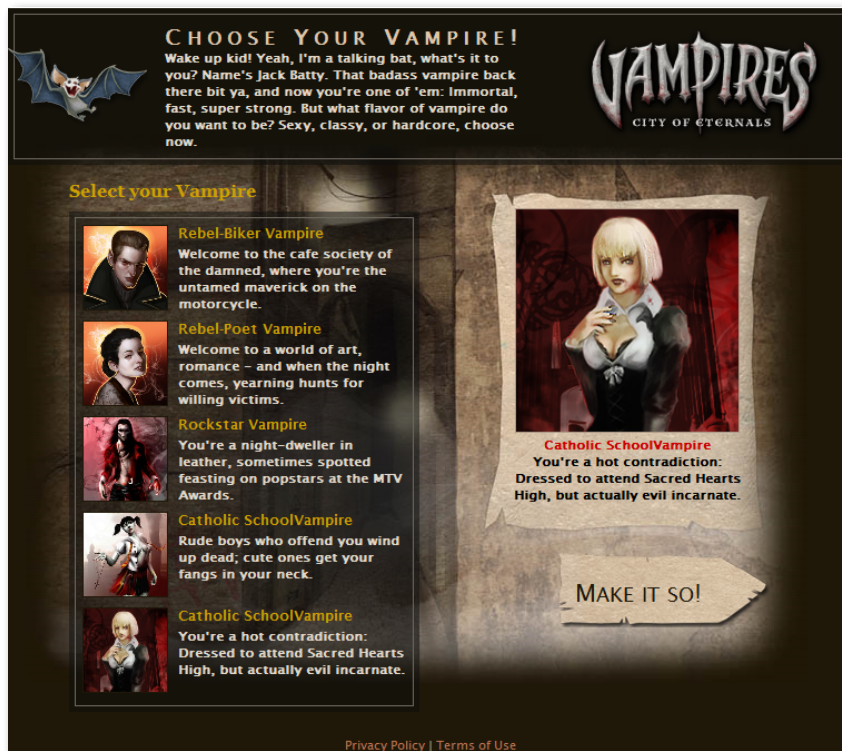 CHOOSE YOUR VAMPIRE!
Wake up kid! Yeah, I'm a talking bat, what's it to
you? Name's Jack Batty. That badass vampire back
there bit ya, and now you're one of 'em: Immortal,
fast, super strong. But what flavor of vampire do
you want to be? Sexy, classy, or hardcore, choose
now.
VAMPIRES
CITY OF ETERNALS
Select your Vampire
Rebel-Biker Vampire
Welcome to the cafe society of
the damned, where you're the
untamed maverick on the
motorcycle.
Rebel-Poet Vampire
Welcome to a world of art,
romance – and when the night
comes, yearning hunts for
willing victims.
Rockstar Vampire
You're a night-dweller in
leather, sometimes spotted
feasting on popstars at the MTV
Awards.
Catholic SchoolVampire
Rude boys who offend you wind
up dead; cute ones get your
fangs in your neck.
Catholic SchoolVampire
You're a hot contradiction:
Dressed to attend Sacred Hearts
High, but actually evil incarnate.
Catholic SchoolVampire
You're a hot contradiction:
Dressed to attend Sacred Hearts
High, but actually evil incarnate.
MAKE IT SO!
Privacy Policy | Terms of Use